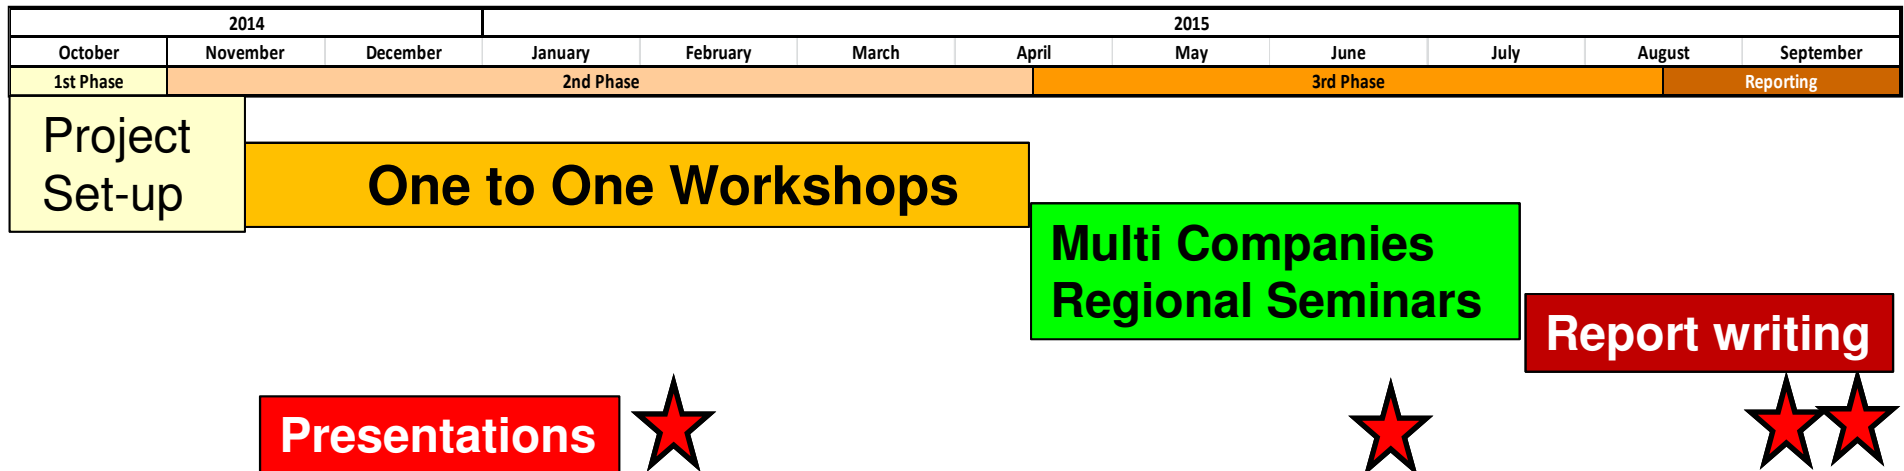 2014 2015
October November December January February March April May June July August September
1st Phase 2nd Phase 3rd Phase Reporting
Project
Set-up
One to One Workshops
Multi Companies
Regional Seminars
Report writing
Presentations